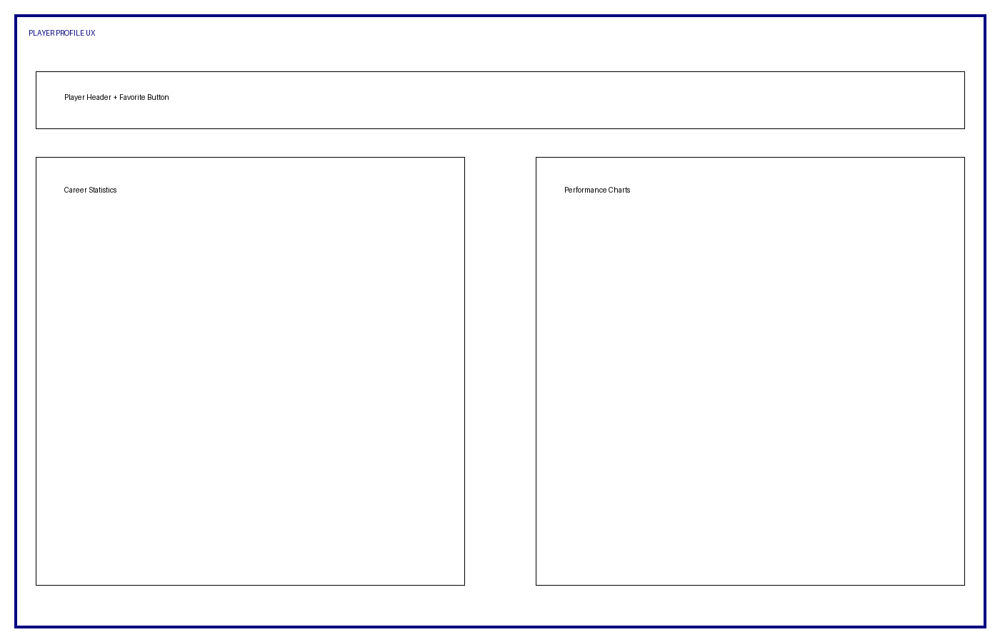 PLAYER PROFILE UX
Player Header + Favorite Button
Career Statistics
Performance Charts